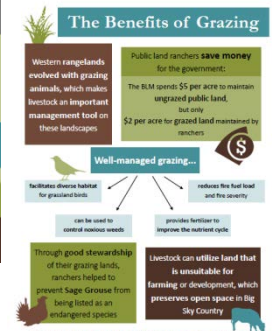 The Benefits of Grazing
Western rangelands
evolved with grazing
animals, which makes
livestock an important
management tool on
these landscapes
Public land ranchers save money
for the government:
The BLM spends $5 per acre to maintain
ungrazed public land,
but only
$2 per acre for grazed land maintained by
ranchers
$
Well-managed grazing...
facilitates diverse habitat
for grassland birds
reduces fire fuel load
and fire severity
can be used to
control noxious weeds
provides fertilizer to
improve the nutrient cycle
Through good stewardship
of their grazing lands,
ranchers helped to
prevent Sage Grouse from
being listed as an
endangered species
Livestock can utilize land that
is unsuitable for
farming or development, which
preserves open space in Big
Sky Country